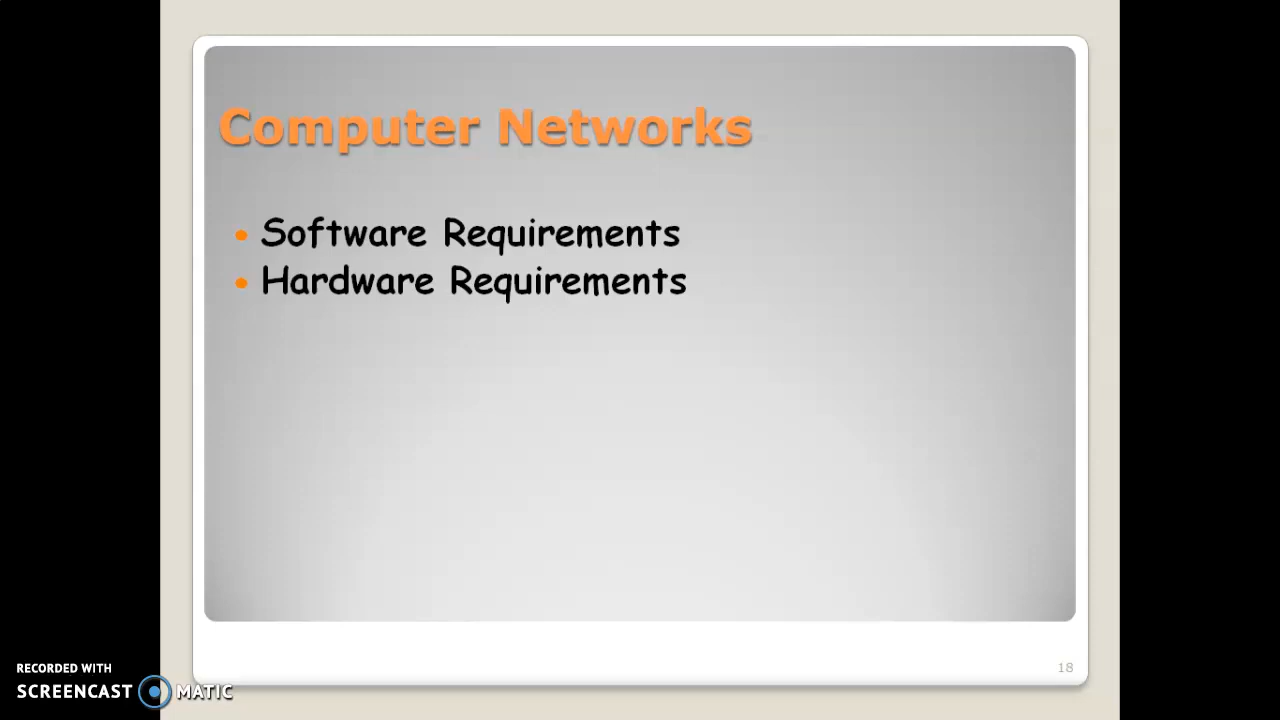 Computer Networks
Software Requirements
Hardware Requirements
18
RECORDED WITH
SCREENCAST MATIC